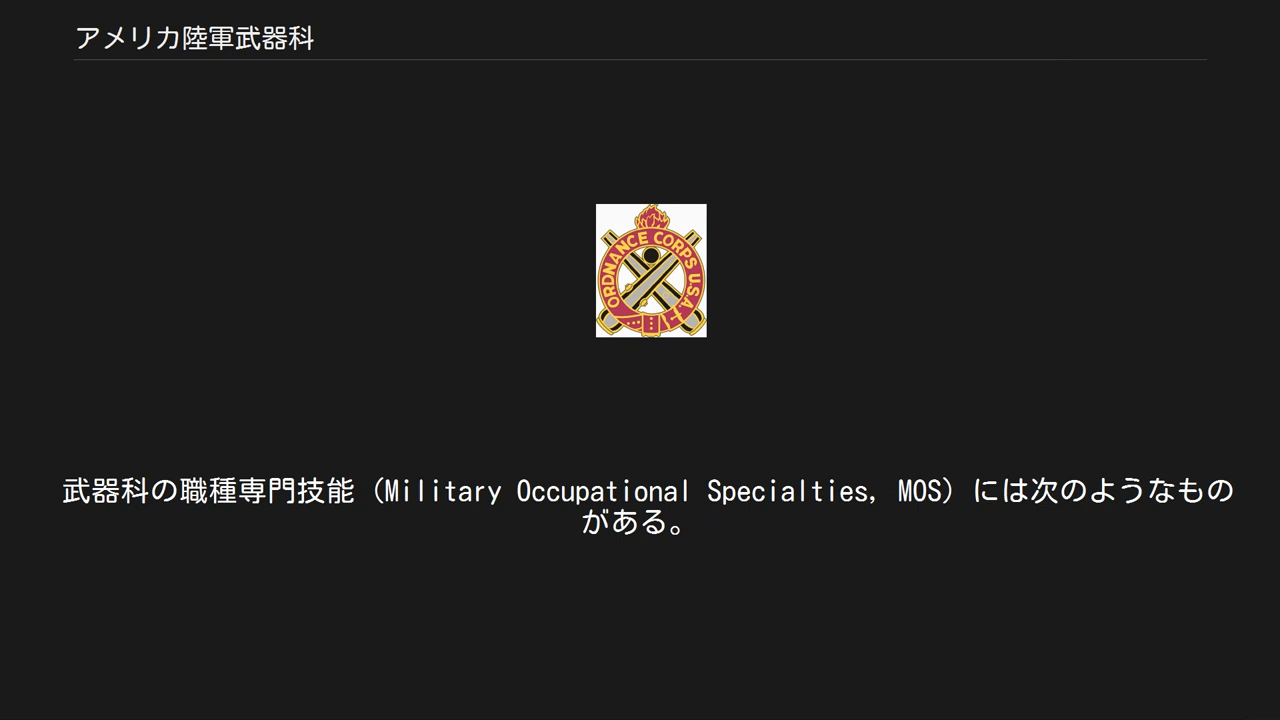 アメリカ陸軍武器科
ORDNANCE CORPS U.S.A.
武器科の職種専門技能（Military Occupational Specialties, MOS）には次のようなもの
がある。